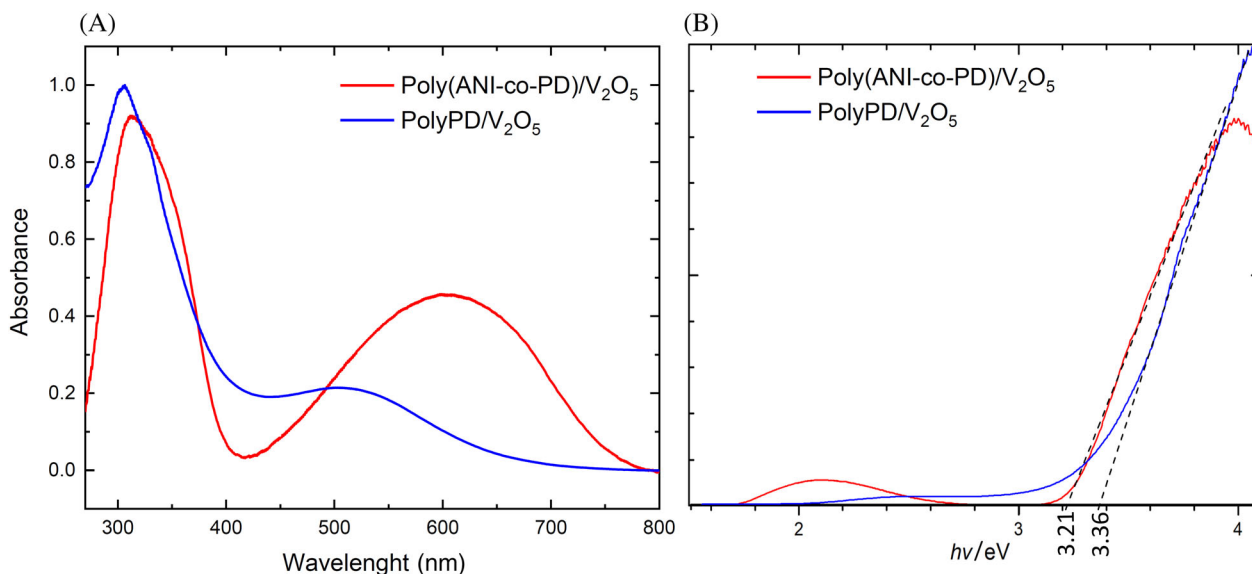 (A)
Absorbance
1.0
0.8
0.6
0.4
0.2
0.0
Poly(ANI-co-PD)/V₂O₅
PolyPD/V₂O₅
300 400 500 600 700 800
Wavelenght (nm)
(B)
Poly(ANI-co-PD)/V₂O₅
PolyPD/V₂O₅
2 3 4
3.21
3.36
hv/eV